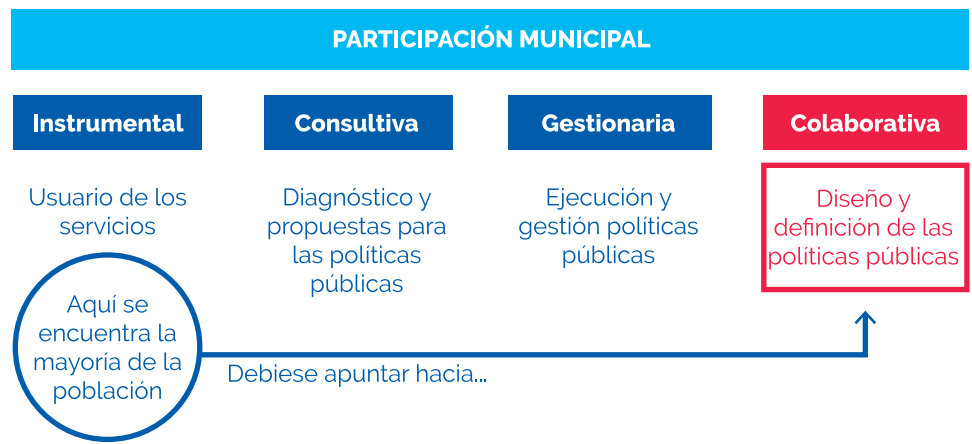 PARTICIPACIÓN MUNICIPAL
Instrumental
Usuario de los
servicios
Aquí se
encuentra la
mayoría de la
población
Consultiva
Diagnóstico y
propuestas para
las políticas
públicas
Gestionaria
Ejecución y
gestión políticas
públicas
Colaborativa
Diseño y
definición de las
políticas públicas
Debiese apuntar hacia...